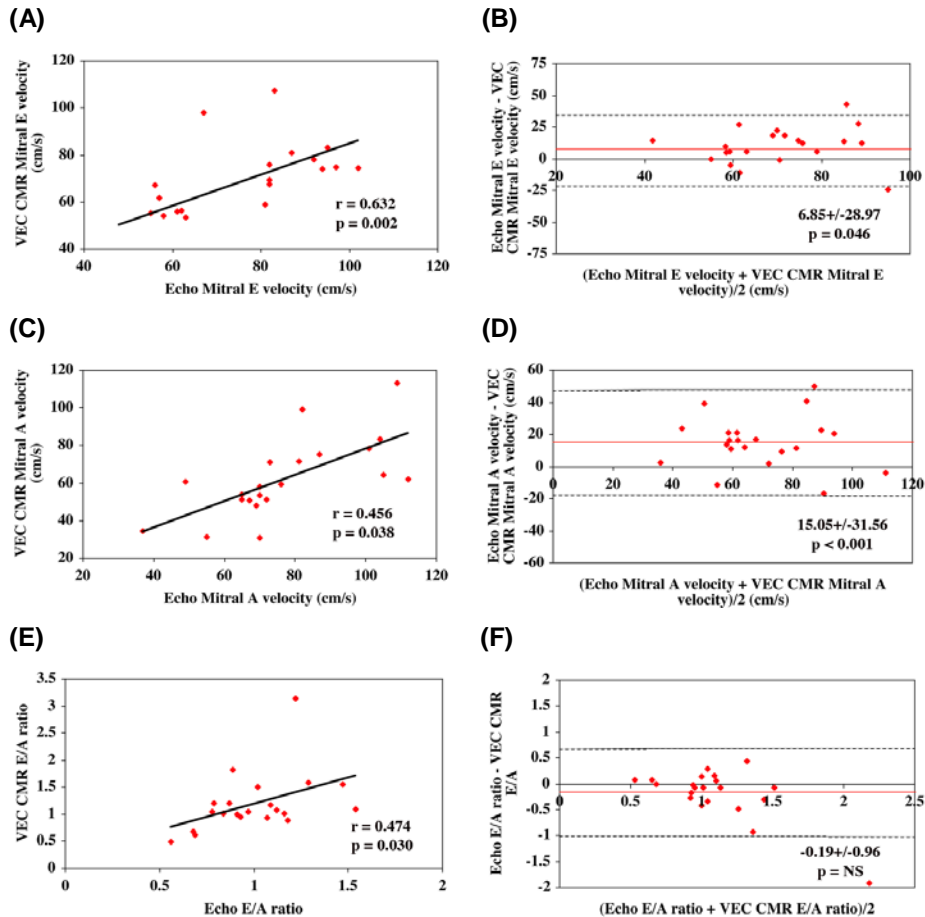 (A)
VEC CMR Mitral E velocity
(cm/s)
120
100
80
60
40
r = 0.632
p = 0.002
40
60
80
100
120
Echo Mitral E velocity (cm/s)
(B)
Echo Mitral E velocity - VEC
CMR Mitral E velocity (cm/s)
75
50
25
0
-25
-50
-75
20
40
60
80
100
6.85+/-28.97
p = 0.046
(Echo Mitral E velocity + VEC CMR Mitral E
velocity)/2 (cm/s)
(C)
VEC CMR Mitral A velocity
(cm/s)
120
100
80
60
40
20
r = 0.456
p = 0.038
20
40
60
80
100
120
Echo Mitral A velocity (cm/s)
(D)
Echo Mitral A velocity - VEC
CMR Mitral A velocity (cm/s)
60
40
20
0
-20
-40
-60
0
20
40
60
80
100
120
15.05+/-31.56
p < 0.001
(Echo Mitral A velocity + VEC CMR Mitral A
velocity)/2 (cm/s)
(E)
VEC CMR E/A ratio
3.5
3
2.5
2
1.5
1
0.5
0
r = 0.474
p = 0.030
0
0.5
1
1.5
2
Echo E/A ratio
(F)
Echo E/A ratio - VEC CMR
E/A
2
1.5
1
0.5
0
-0.5
-1
-1.5
-2
0
0.5
1
1.5
2
2.5
-0.19+/-0.96
p = NS
(Echo E/A ratio + VEC CMR E/A ratio)/2